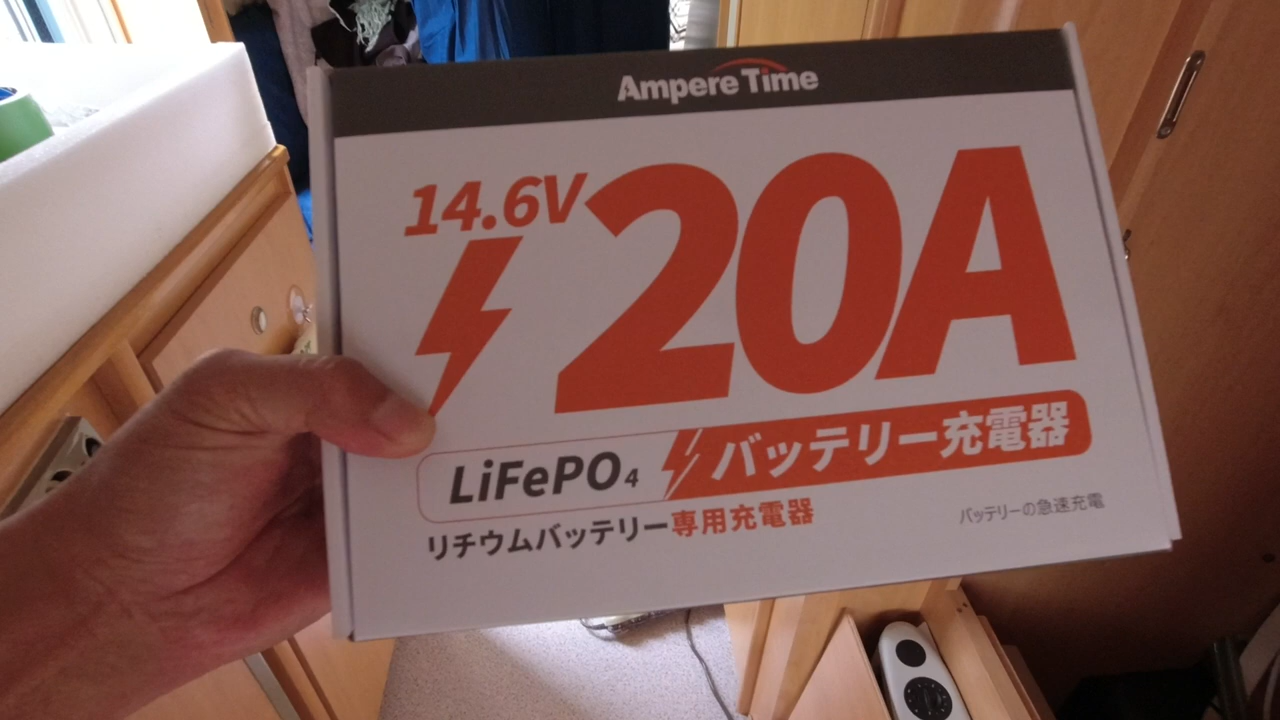 Ampere Time
14.6V 20A
LiFePO4 バッテリー充電器
リチウムバッテリー専用充電器
バッテリーの急速充電